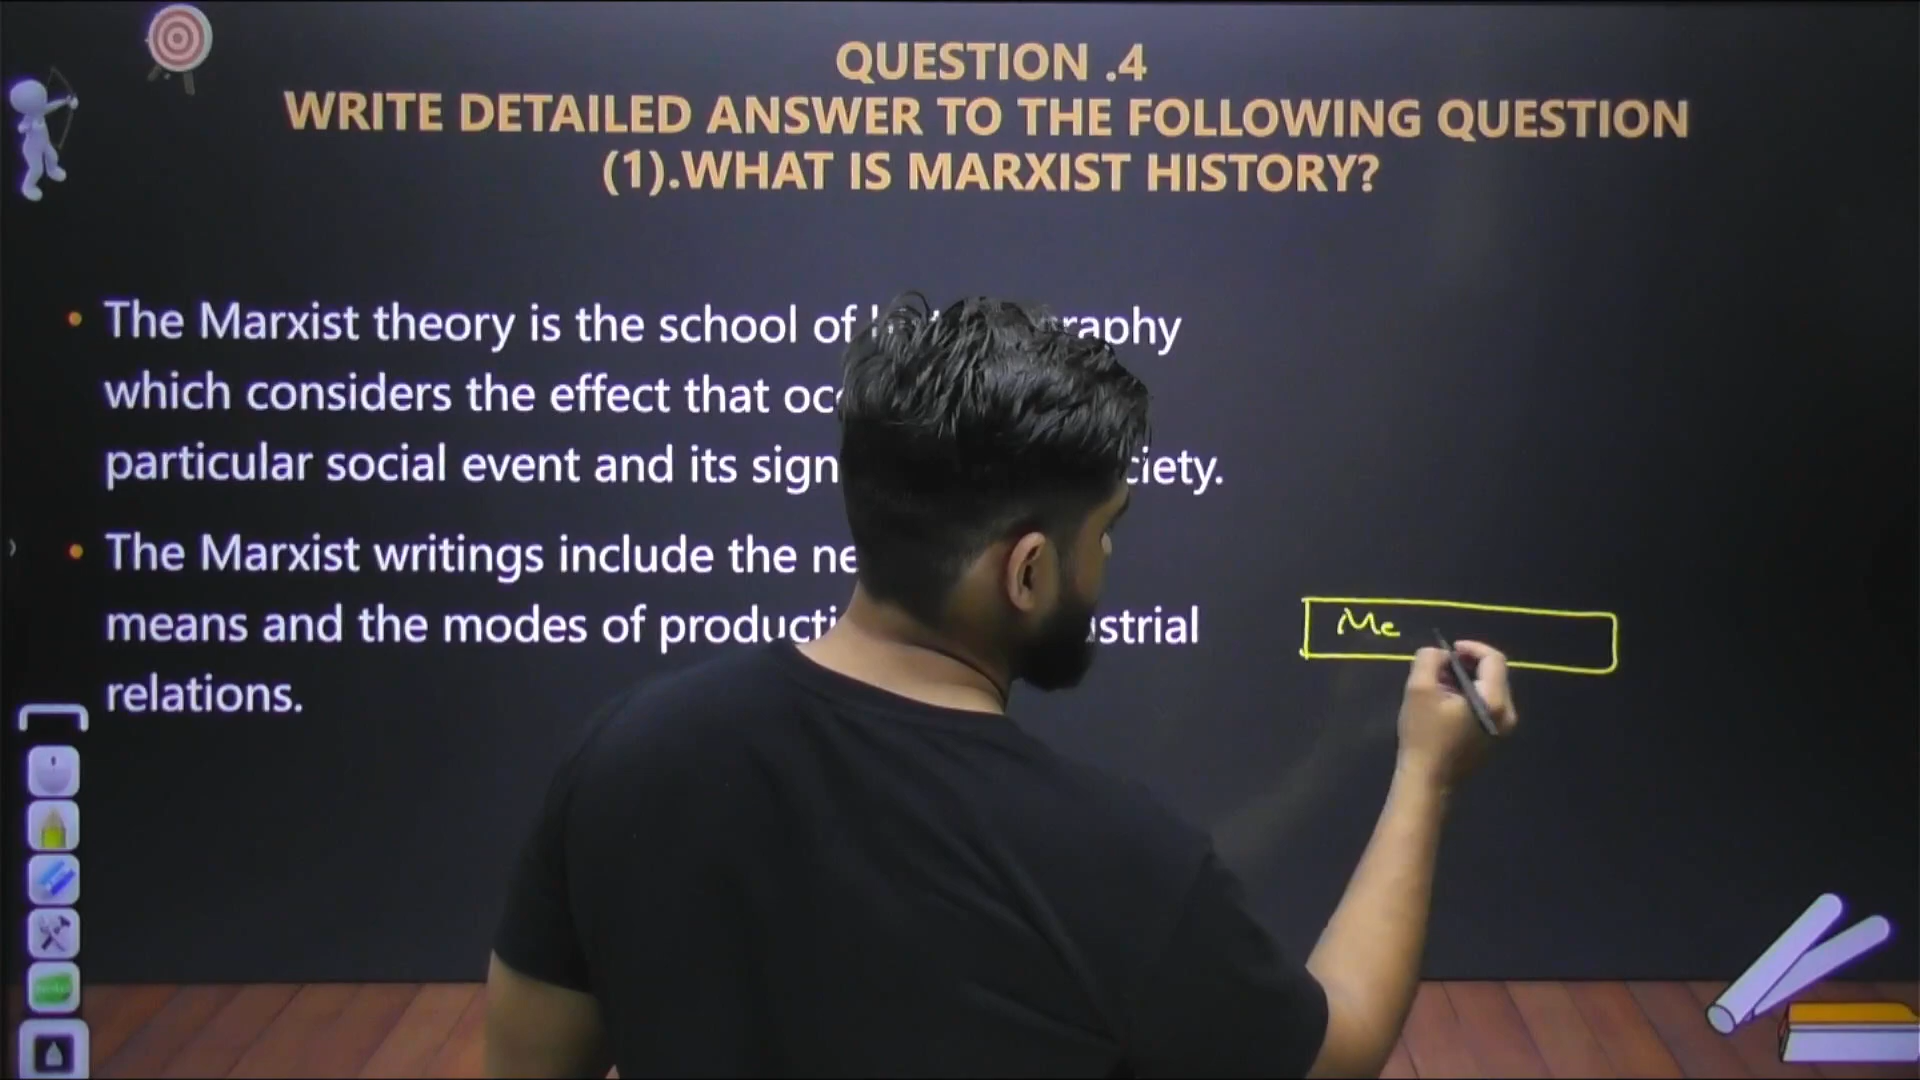 QUESTION .4
WRITE DETAILED ANSWER TO THE FOLLOWING QUESTION
(1).WHAT IS MARXIST HISTORY?
• The Marxist theory is the school of
which considers the effect that
particular social event and its
• The Marxist writings include the
means and the modes of
relations.
Me